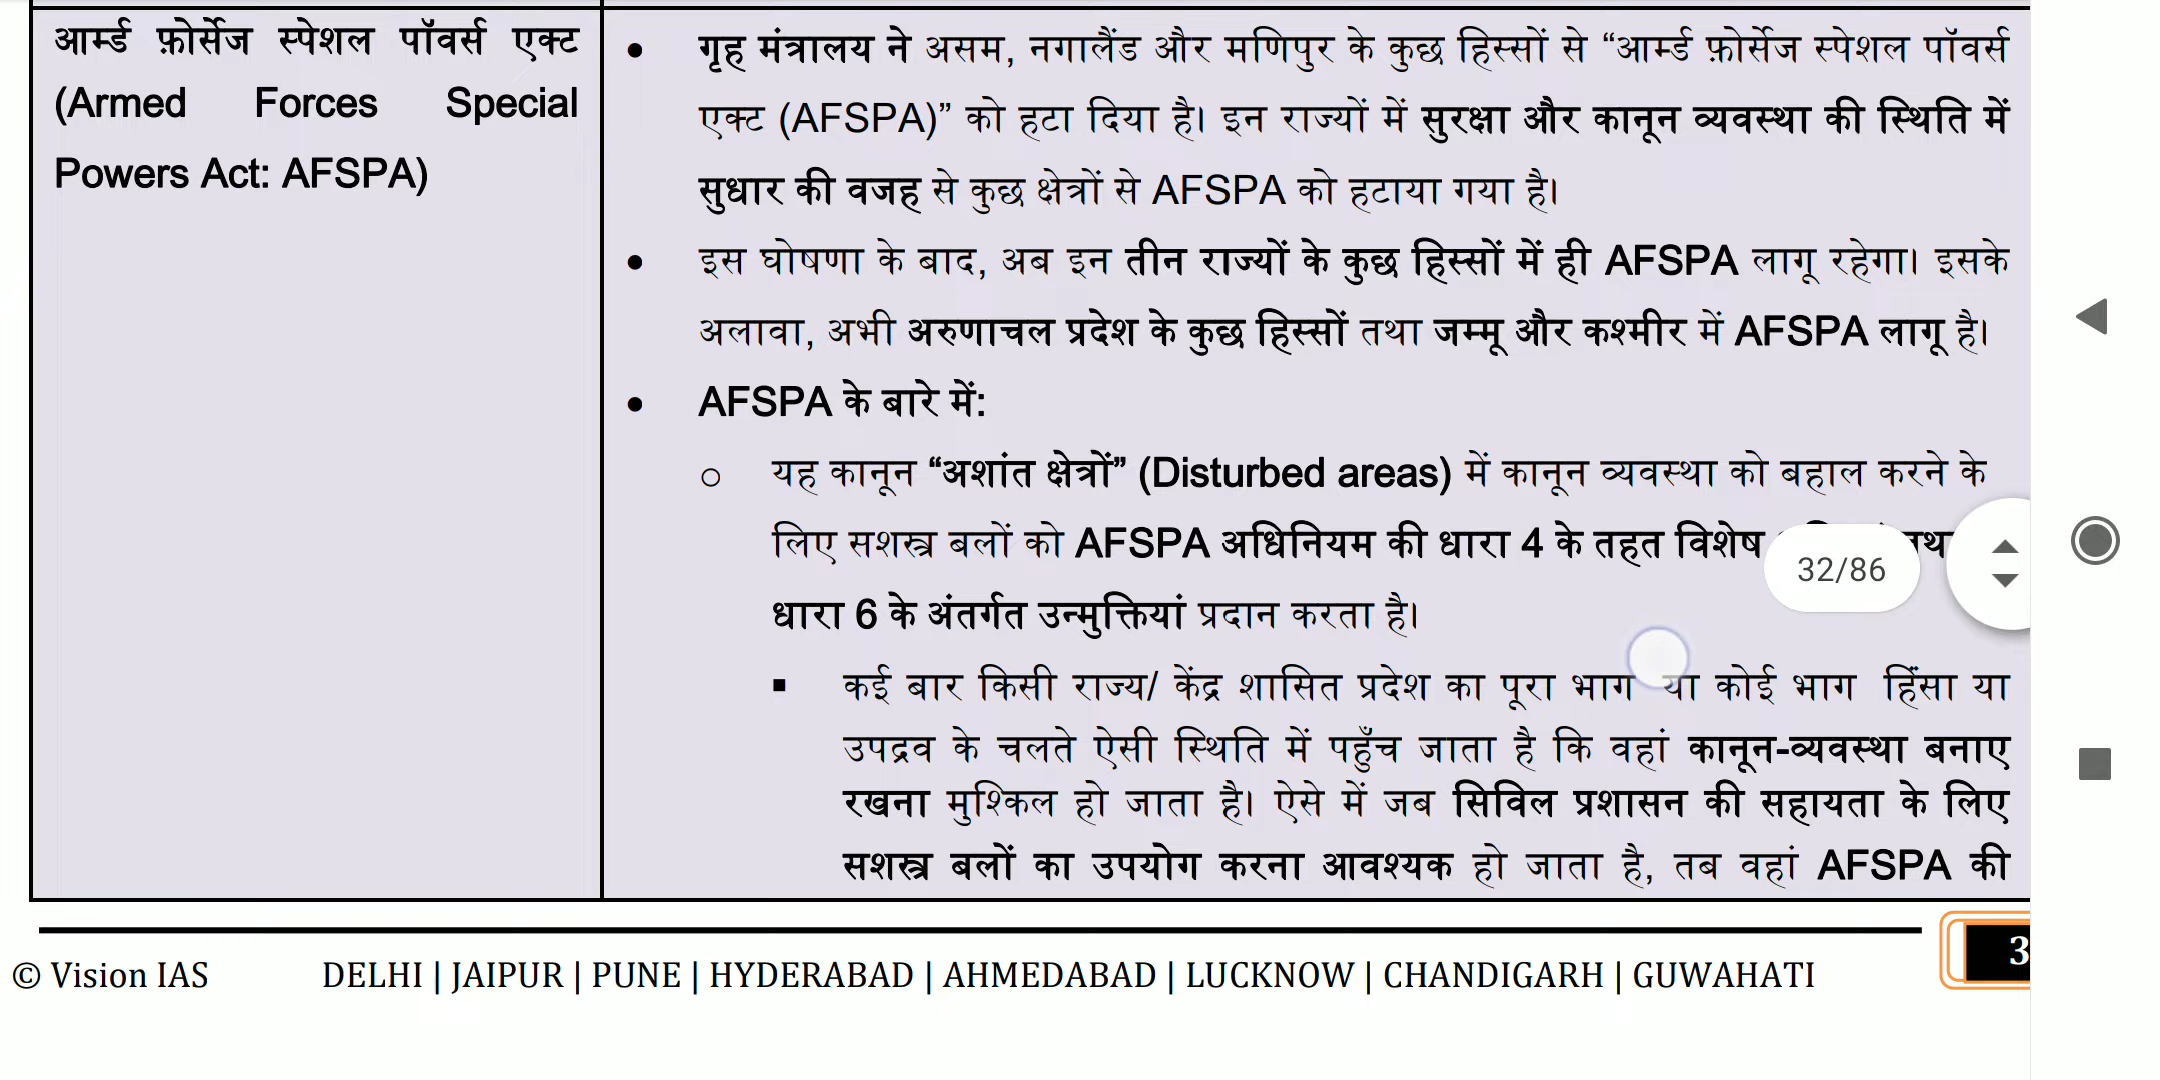 आर्म्ड फ़ोर्सेज स्पेशल पॉवर्स एक्ट
(Armed Forces Special
Powers Act: AFSPA)
● गृह मंत्रालय ने असम, नगालैंड और मणिपुर के कुछ हिस्सों से “आर्म्ड फ़ोर्सेज स्पेशल पॉवर्स
एक्ट (AFSPA)” को हटा दिया है। इन राज्यों में सुरक्षा और कानून व्यवस्था की स्थिति में
सुधार की वजह से कुछ क्षेत्रों से AFSPA को हटाया गया है।
● इस घोषणा के बाद, अब इन तीन राज्यों के कुछ हिस्सों में ही AFSPA लागू रहेगा। इसके
अलावा, अभी अरुणाचल प्रदेश के कुछ हिस्सों तथा जम्मू और कश्मीर में AFSPA लागू है।
● AFSPA के बारे में:
○ यह कानून “अशांत क्षेत्रों” (Disturbed areas) में कानून व्यवस्था को बहाल करने के
लिए सशस्त्र बलों को AFSPA अधिनियम की धारा 4 के तहत विशेष
धारा 6 के अंतर्गत उन्मुक्तियां प्रदान करता है।
▪ कई बार किसी राज्य/ केंद्र शासित प्रदेश का पूरा भाग या कोई भाग हिंसा या
उपद्रव के चलते ऐसी स्थिति में पहुँच जाता है कि वहां कानून-व्यवस्था बनाए
रखना मुश्किल हो जाता है। ऐसे में जब सिविल प्रशासन की सहायता के लिए
सशस्त्र बलों का उपयोग करना आवश्यक हो जाता है, तब वहां AFSPA की
32/86
© Vision IAS DELHI | JAIPUR | PUNE | HYDERABAD | AHMEDABAD | LUCKNOW | CHANDIGARH | GUWAHATI
3